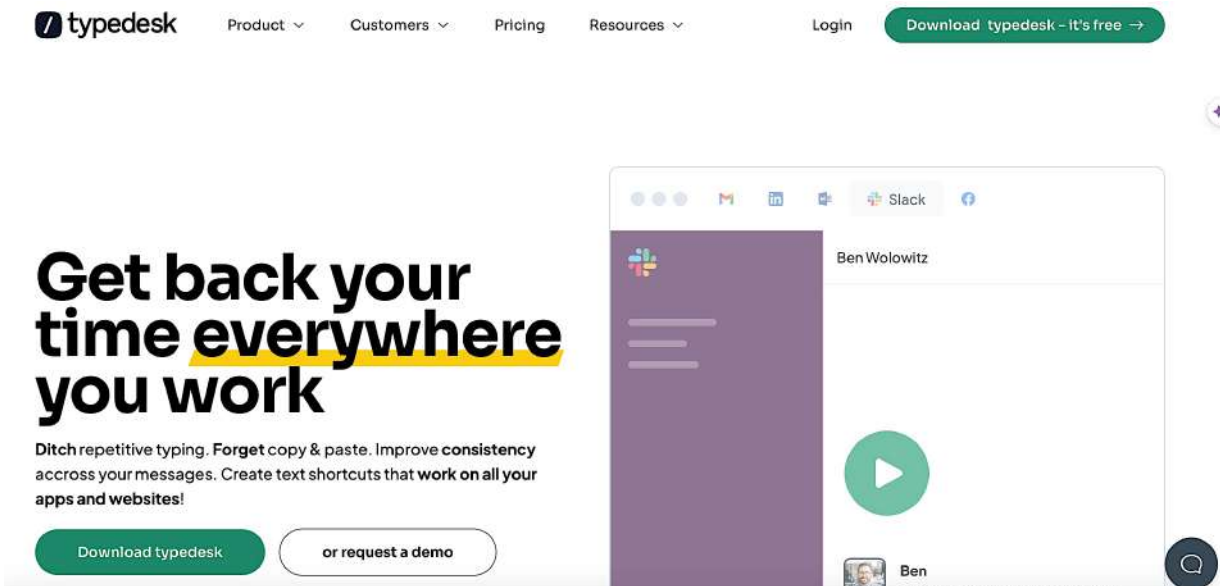 typedesk
Product
Customers
Pricing
Resources
Login
Download typedesk – it's free →
Slack
Ben Wolowitz
Get back your
time everywhere
you work
Ditch repetitive typing. Forget copy & paste. Improve consistency
accross your messages. Create text shortcuts that work on all your
apps and websites!
Download typedesk
or request a demo
Ben